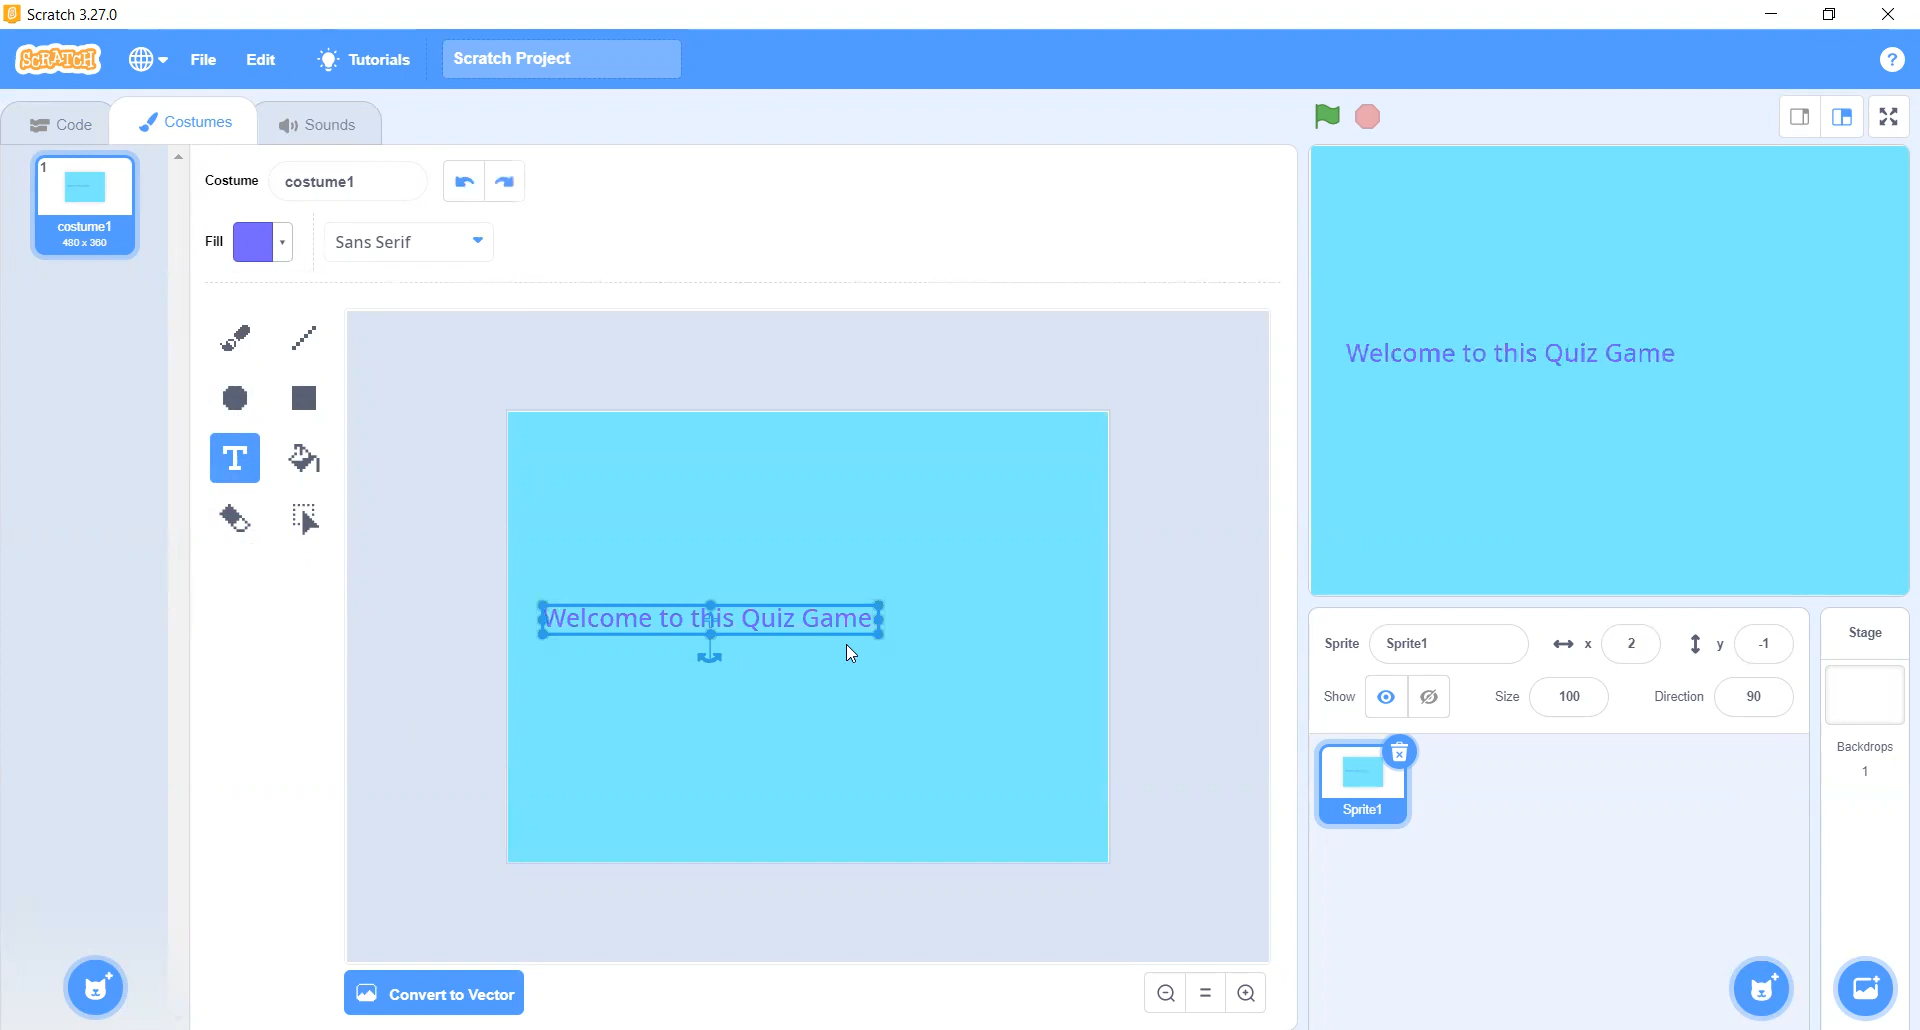 Scratch 3.27.0
SCRATCH
File
Edit
Tutorials
Scratch Project
?
Code
Costumes
Sounds
1
costume1
480 x 360
Costume
costume1
Fill
Sans Serif
T
Welcome to this Quiz Game
Convert to Vector
Welcome to this Quiz Game
Sprite
Sprite1
x
2
y
-1
Show
Size
100
Direction
90
Sprite1
Stage
Backdrops
1